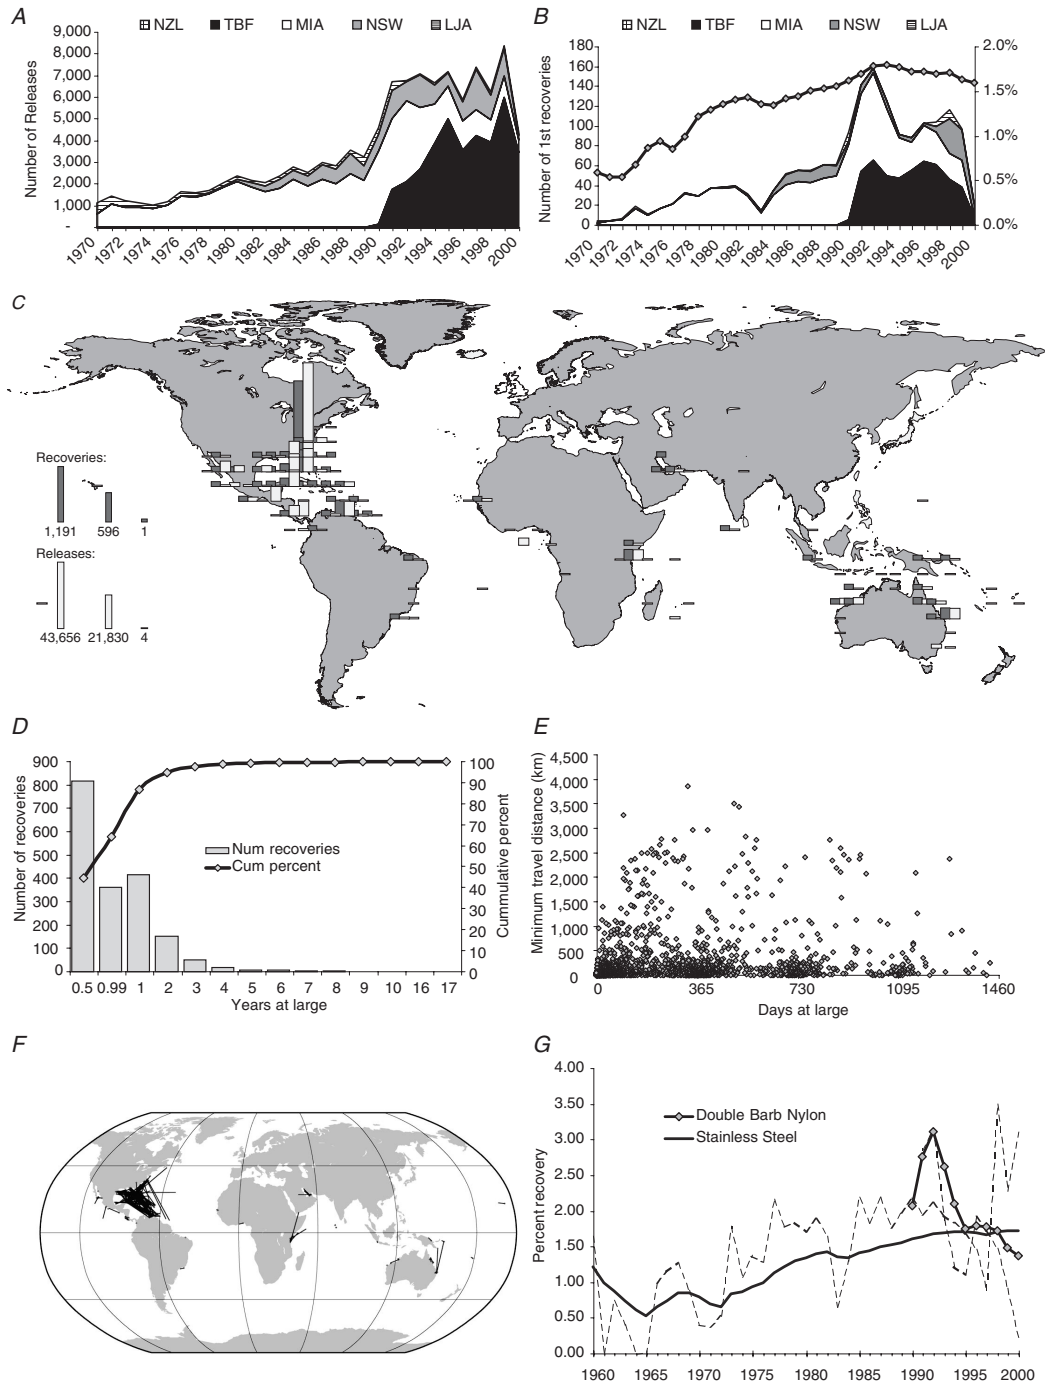 A
NZL TBF MIA NSW LJA
Number of Releases
9,000
8,000
7,000
6,000
5,000
4,000
3,000
2,000
1,000
-
1970 1972 1974 1976 1978 1980 1982 1984 1986 1988 1990 1992 1994 1996 1998 2000
B
NZL TBF MIA NSW LJA
Number of 1st recoveries
180
160
140
120
100
80
60
40
20
0
2.0%
1.5%
1.0%
0.5%
0.0%
1970 1972 1974 1976 1978 1980 1982 1984 1986 1988 1990 1992 1994 1996 1998 2000
C
Recoveries:
1,191 596 1
Releases:
43,656 21,830 4
D
Number of recoveries
900
800
700
600
500
400
300
200
100
0
Num recoveries
Cum percent
100
90
80
70
60
50
40
30
20
10
0
Cummulative percent
0.5 0.99 1 2 3 4 5 6 7 8 9 10 16 17
Years at large
E
Minimum travel distance (km)
4,500
4,000
3,500
3,000
2,500
2,000
1,500
1,000
500
0
0 365 730 1095 1460
Days at large
F
G
Percent recovery
4.00
3.50
3.00
2.50
2.00
1.50
1.00
0.50
0.00
Double Barb Nylon
Stainless Steel
1960 1965 1970 1975 1980 1985 1990 1995 2000